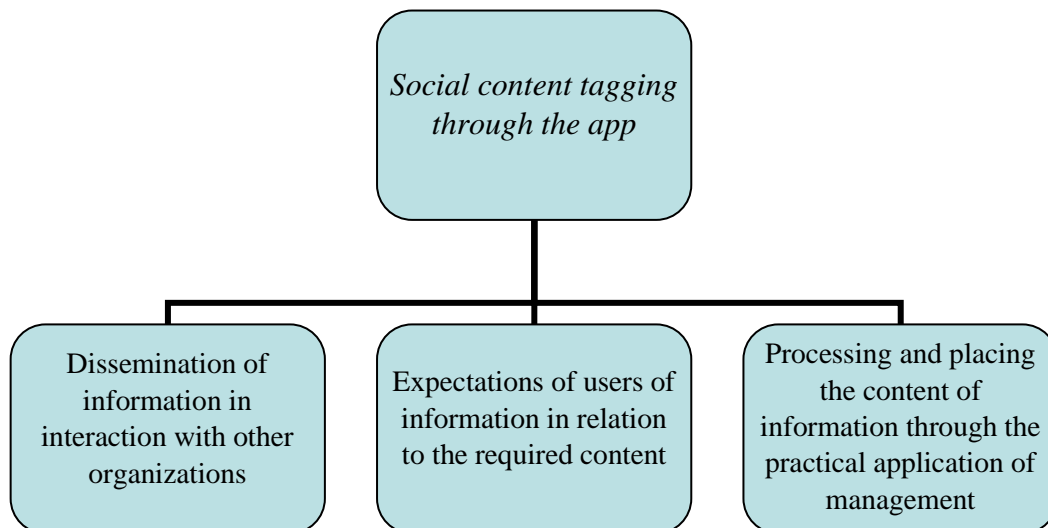 Social content tagging
through the app
Dissemination of
information in
interaction with other
organizations
Expectations of users of
information in relation
to the required content
Processing and placing
the content of
information through the
practical application of
management